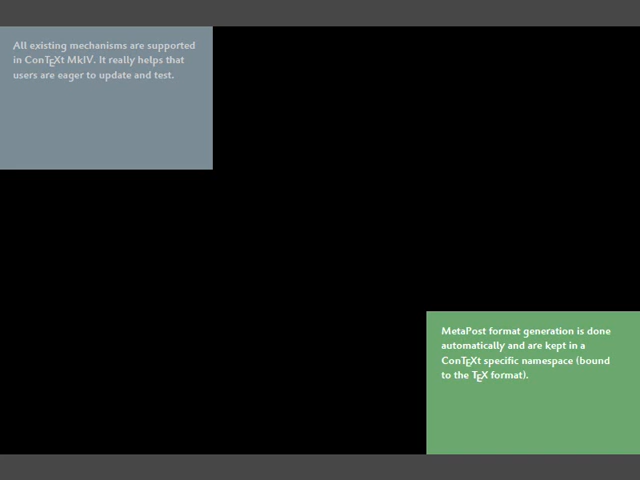 All existing mechanisms are supported
in ConTEXt MkIV. It really helps that
users are eager to update and test.
MetaPost format generation is done
automatically and are kept in a
ConTEXt specific namespace (bound
to the TEX format).